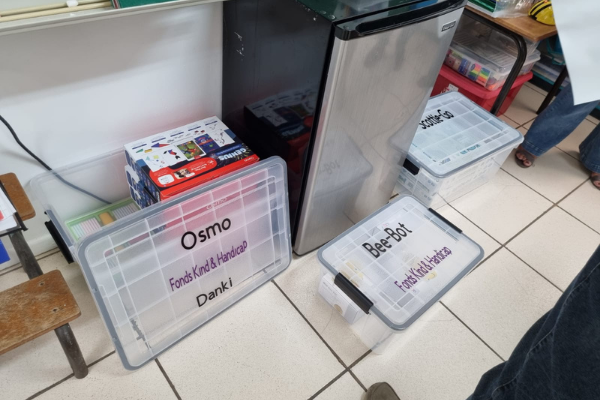 Osmo
Fonds Kind & Handicap
Danki
Bee-Bot
Fonds Kind & Handicap
Scottie-Go